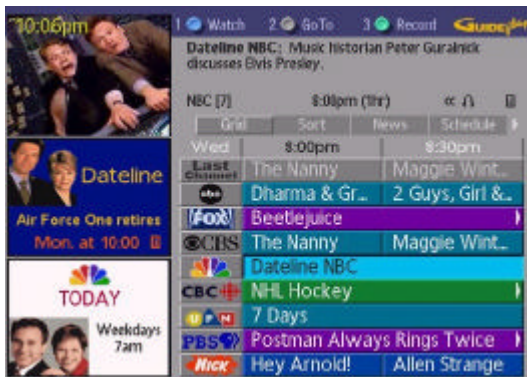 10:06pm
1 Watch 2 GoTo 3 Record GUIDE
Dateline NBC: Music historian Peter Guralnick
discusses Elvis Presley.
NBC [7] 8:00pm (1hr)
Grid Sort News Schedule
Wed 8:00pm 8:30pm
Last Channel The Nanny Maggie Wint...
abc Dharma & Gr... 2 Guys, Girl &...
FOX Beetlejuice
CBS The Nanny Maggie Wint...
Dateline NBC
CBC NHL Hockey
UPN 7 Days
PBS Postman Always Rings Twice
NICK Hey Arnold! Allen Strange
Dateline
Air Force One retires
Mon. at 10:00
TODAY
Weekdays
7am